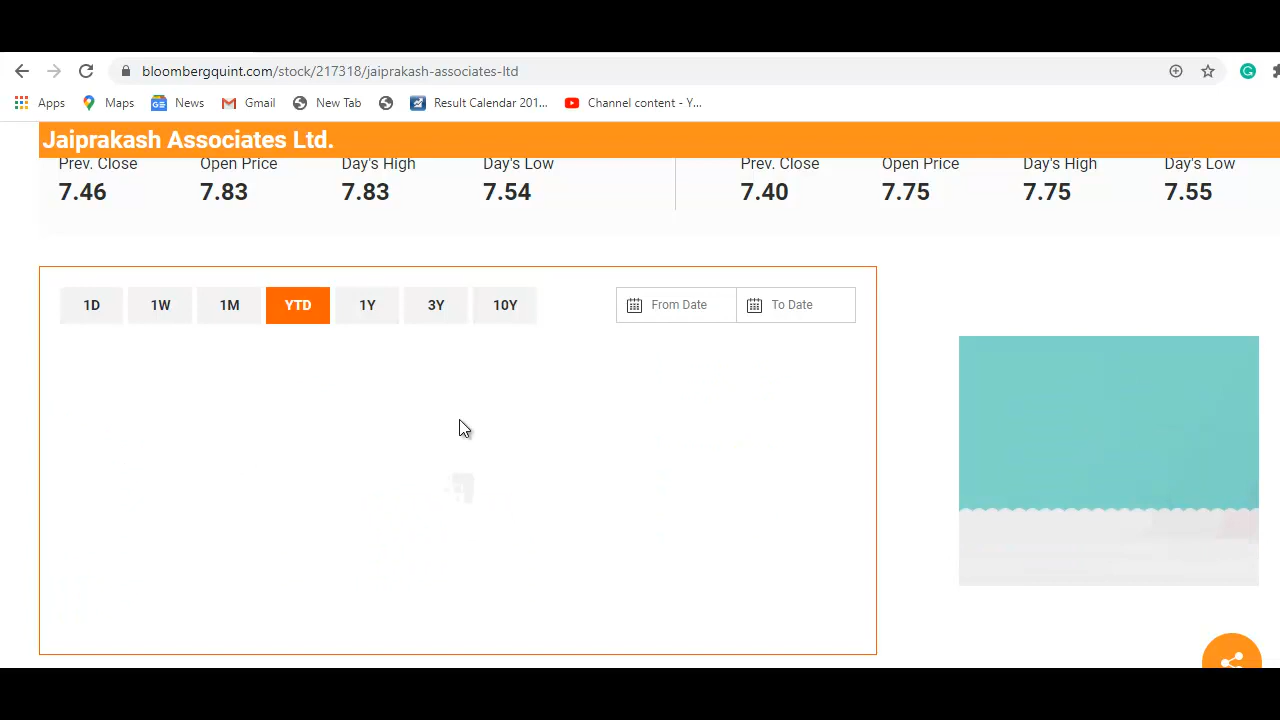 bloombergquint.com/stock/217318/jaiprakash-associates-ltd
Apps Maps News Gmail New Tab Result Calendar 201... Channel content - Y...
Jaiprakash Associates Ltd.
Prev. Close Open Price Day's High Day's Low Prev. Close Open Price Day's High Day's Low
7.46 7.83 7.83 7.54 7.40 7.75 7.75 7.55
1D 1W 1M YTD 1Y 3Y 10Y From Date To Date